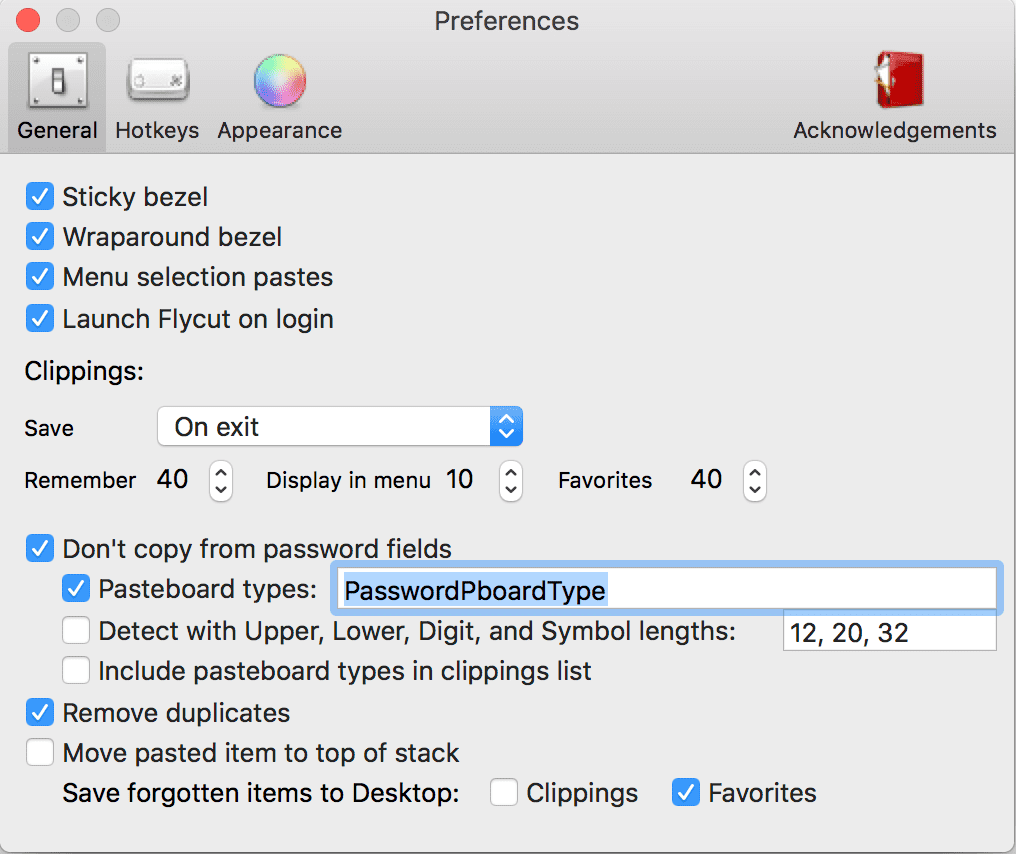 Preferences
General Hotkeys Appearance Acknowledgements
Sticky bezel
Wraparound bezel
Menu selection pastes
Launch Flycut on login
Clippings:
Save On exit
Remember 40 Display in menu 10 Favorites 40
Don't copy from password fields
Pasteboard types: PasswordPboardType
Detect with Upper, Lower, Digit, and Symbol lengths: 12, 20, 32
Include pasteboard types in clippings list
Remove duplicates
Move pasted item to top of stack
Save forgotten items to Desktop: Clippings Favorites